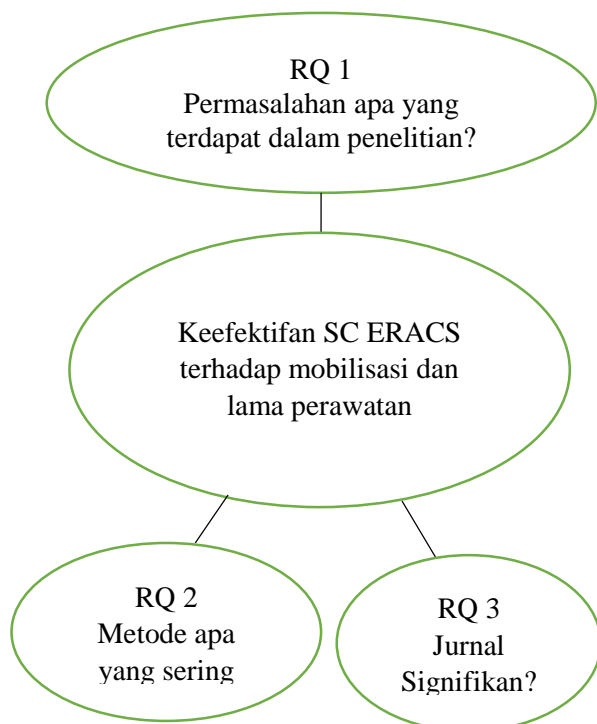 RQ 1
Permasalahan apa yang
terdapat dalam penelitian?
Keefektifan SC ERACS
terhadap mobilisasi dan
lama perawatan
RQ 2
Metode apa
yang sering
RQ 3
Jurnal
Signifikan?